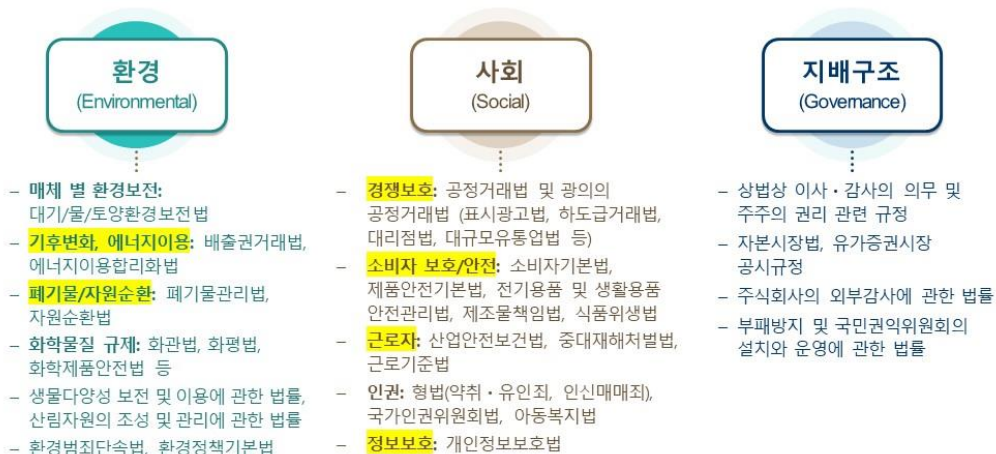 환경
(Environmental)
– 매체 별 환경보전:
대기/물/토양환경보전법
– 기후변화, 에너지이용: 배출권거래법,
에너지이용합리화법
– 폐기물/자원순환: 폐기물관리법,
자원순환법
– 화학물질 규제: 화관법, 화평법,
화학제품안전법 등
– 생물다양성 보전 및 이용에 관한 법률,
산림자원의 조성 및 관리에 관한 법률
– 환경범죄단속법, 환경정책기본법
사회
(Social)
– 경쟁보호: 공정거래법 및 광의의
공정거래법 (표시광고법, 하도급거래법,
대리점법, 대규모유통업법 등)
– 소비자 보호/안전: 소비자기본법,
제품안전기본법, 전기용품 및 생활용품
안전관리법, 제조물책임법, 식품위생법
– 근로자: 산업안전보건법, 중대재해처벌법,
근로기준법
– 인권: 형법(약취・유인죄, 인신매매죄),
국가인권위원회법, 아동복지법
– 정보보호: 개인정보보호법
지배구조
(Governance)
– 상법상 이사・감사의 의무 및
주주의 권리 관련 규정
– 자본시장법, 유가증권시장
공시규정
– 주식회사의 외부감사에 관한 법률
– 부패방지 및 국민권익위원회의
설치와 운영에 관한 법률